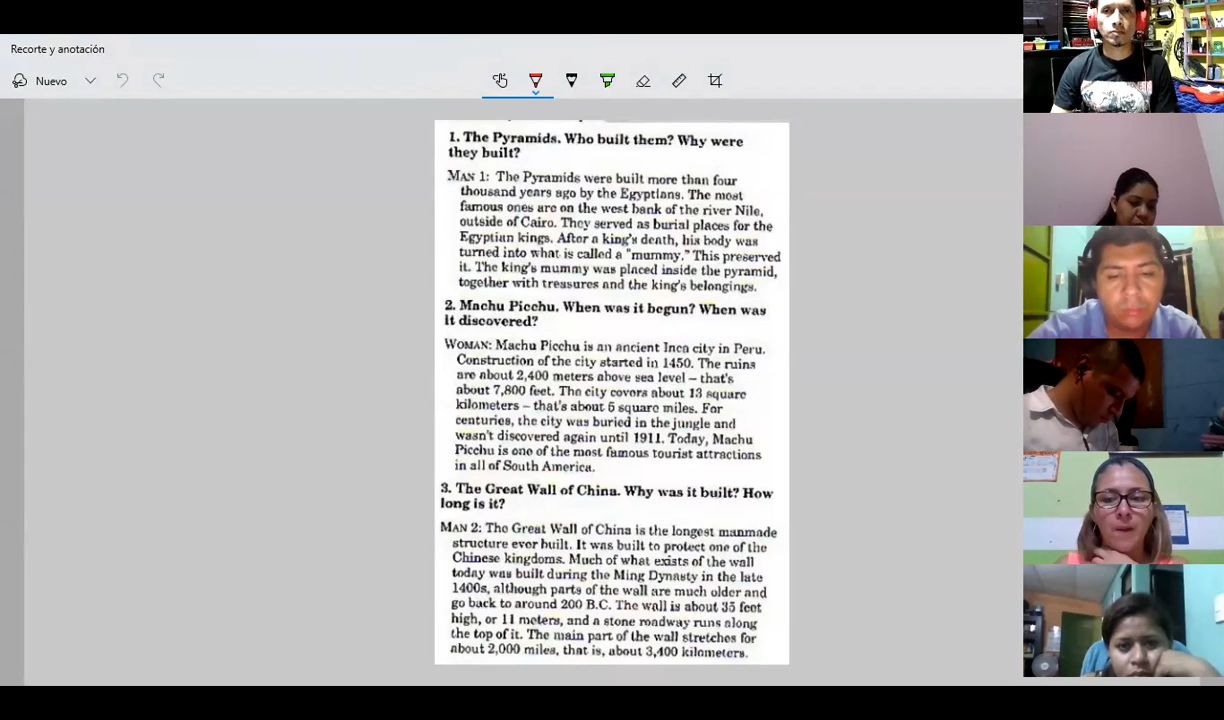 Recorte y anotación
Nuevo
1. The Pyramids. Who built them? Why were
they built?
MAN 1: The Pyramids were built more than four
thousand years ago by the Egyptians. The most
famous ones are on the west bank of the river Nile,
outside of Cairo. They served as burial places for the
Egyptian kings. After a king's death, his body was
turned into what is called a "mummy." This preserved
it. The king's mummy was placed inside the pyramid,
together with treasures and the king's belongings.
2. Machu Picchu. When was it begun? When was
it discovered?
WOMAN: Machu Picchu is an ancient Inca city in Peru.
Construction of the city started in 1450. The ruins
are about 2,400 meters above sea level – that's
about 7,800 feet. The city covers about 13 square
kilometers – that's about 5 square miles. For
centuries, the city was buried in the jungle and
wasn't discovered again until 1911. Today, Machu
Picchu is one of the most famous tourist attractions
in all of South America.
3. The Great Wall of China. Why was it built? How
long is it?
MAN 2: The Great Wall of China is the longest manmade
structure ever built. It was built to protect one of the
Chinese kingdoms. Much of what exists of the wall
today was built during the Ming Dynasty in the late
1400s, although parts of the wall are much older and
go back to around 200 B.C. The wall is about 35 feet
high, or 11 meters, and a stone roadway runs along
the top of it. The main part of the wall stretches for
about 2,000 miles, that is, about 3,400 kilometers.